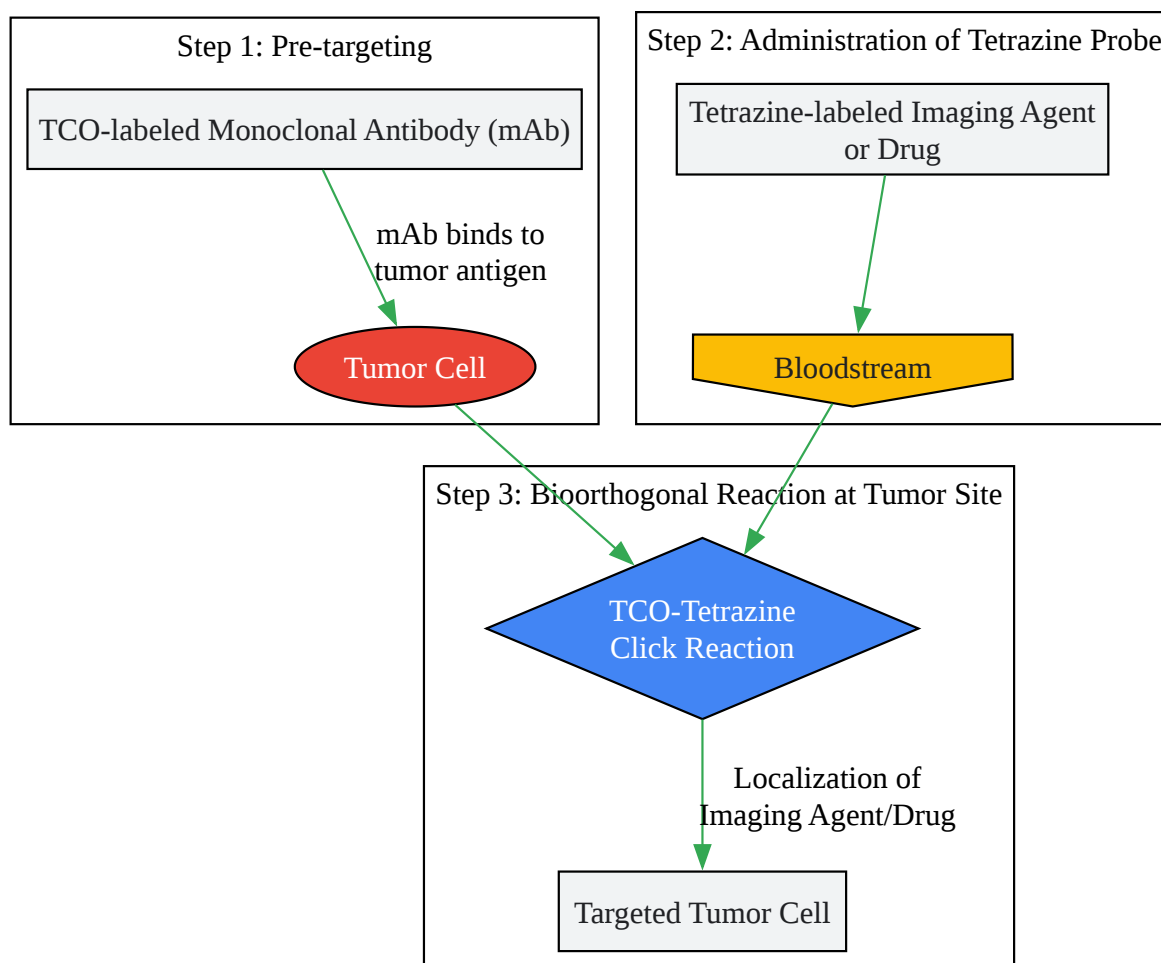 Step 1: Pre-targeting
TCO-labeled Monoclonal Antibody (mAb)
mAb binds to
tumor antigen
Tumor Cell
Step 2: Administration of Tetrazine Probe
Tetrazine-labeled Imaging Agent
or Drug
Bloodstream
Step 3: Bioorthogonal Reaction at Tumor Site
TCO-Tetrazine
Click Reaction
Localization of
Imaging Agent/Drug
Targeted Tumor Cell